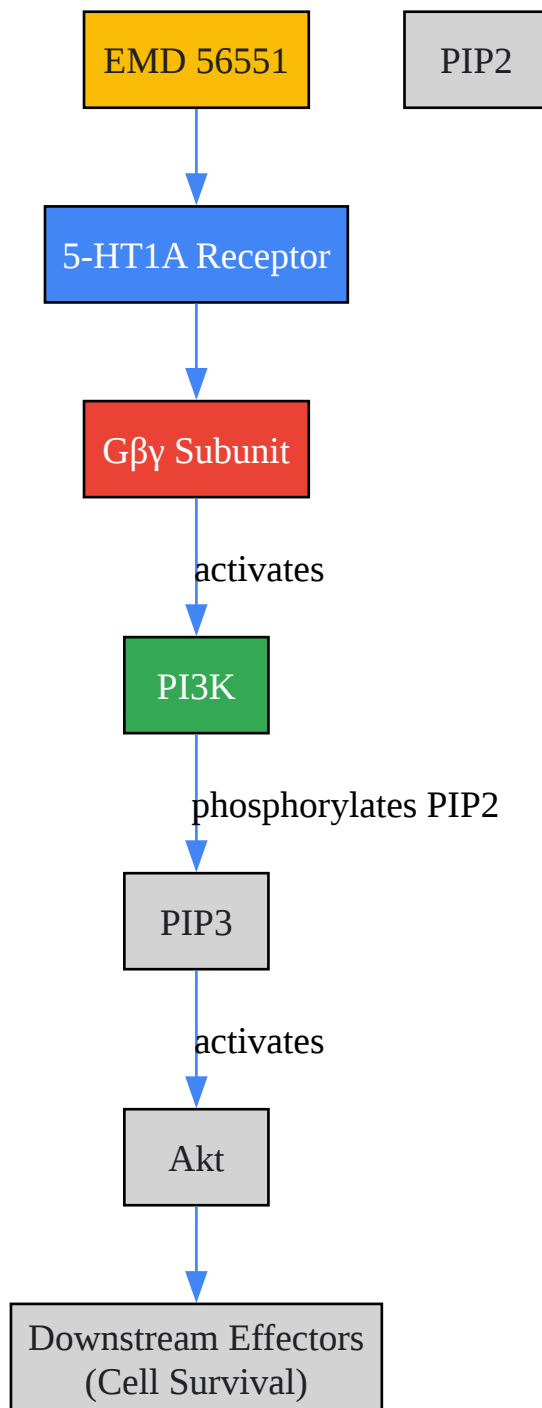 EMD 56551
PIP2
5-HT1A Receptor
Gβγ Subunit
activates
PI3K
phosphorylates PIP2
PIP3
activates
Akt
Downstream Effectors
(Cell Survival)